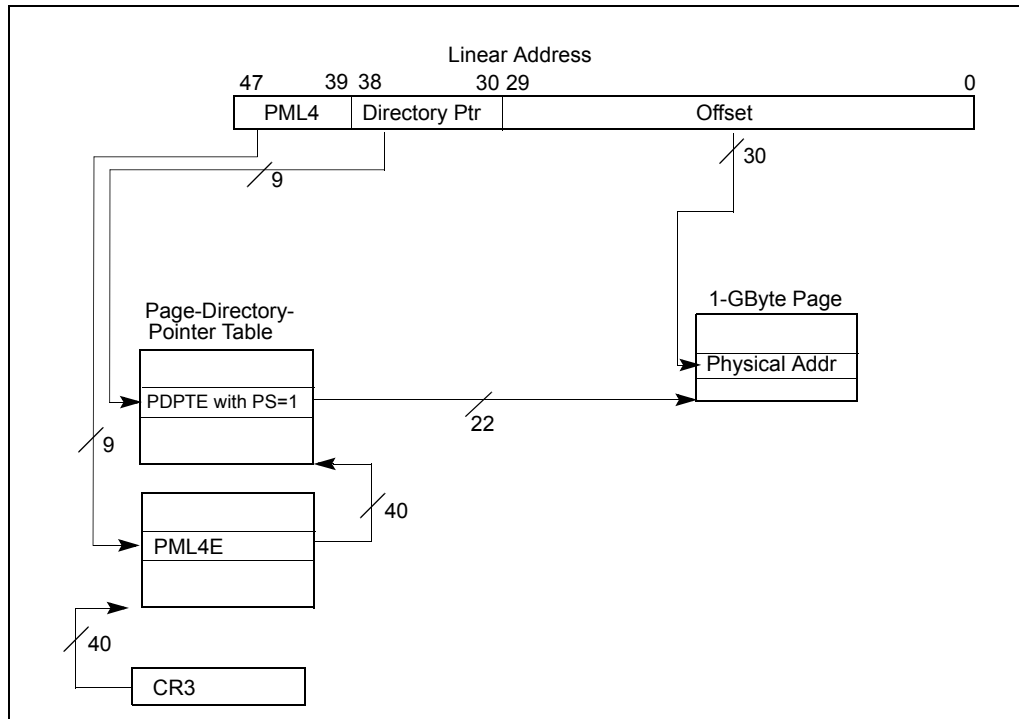 Linear Address
47 39 38 30 29 0
PML4 Directory Ptr Offset
9 30
1-GByte Page
Page-Directory-
Pointer Table
Physical Addr
PDPTE with PS=1
22
9
40
PML4E
40
CR3